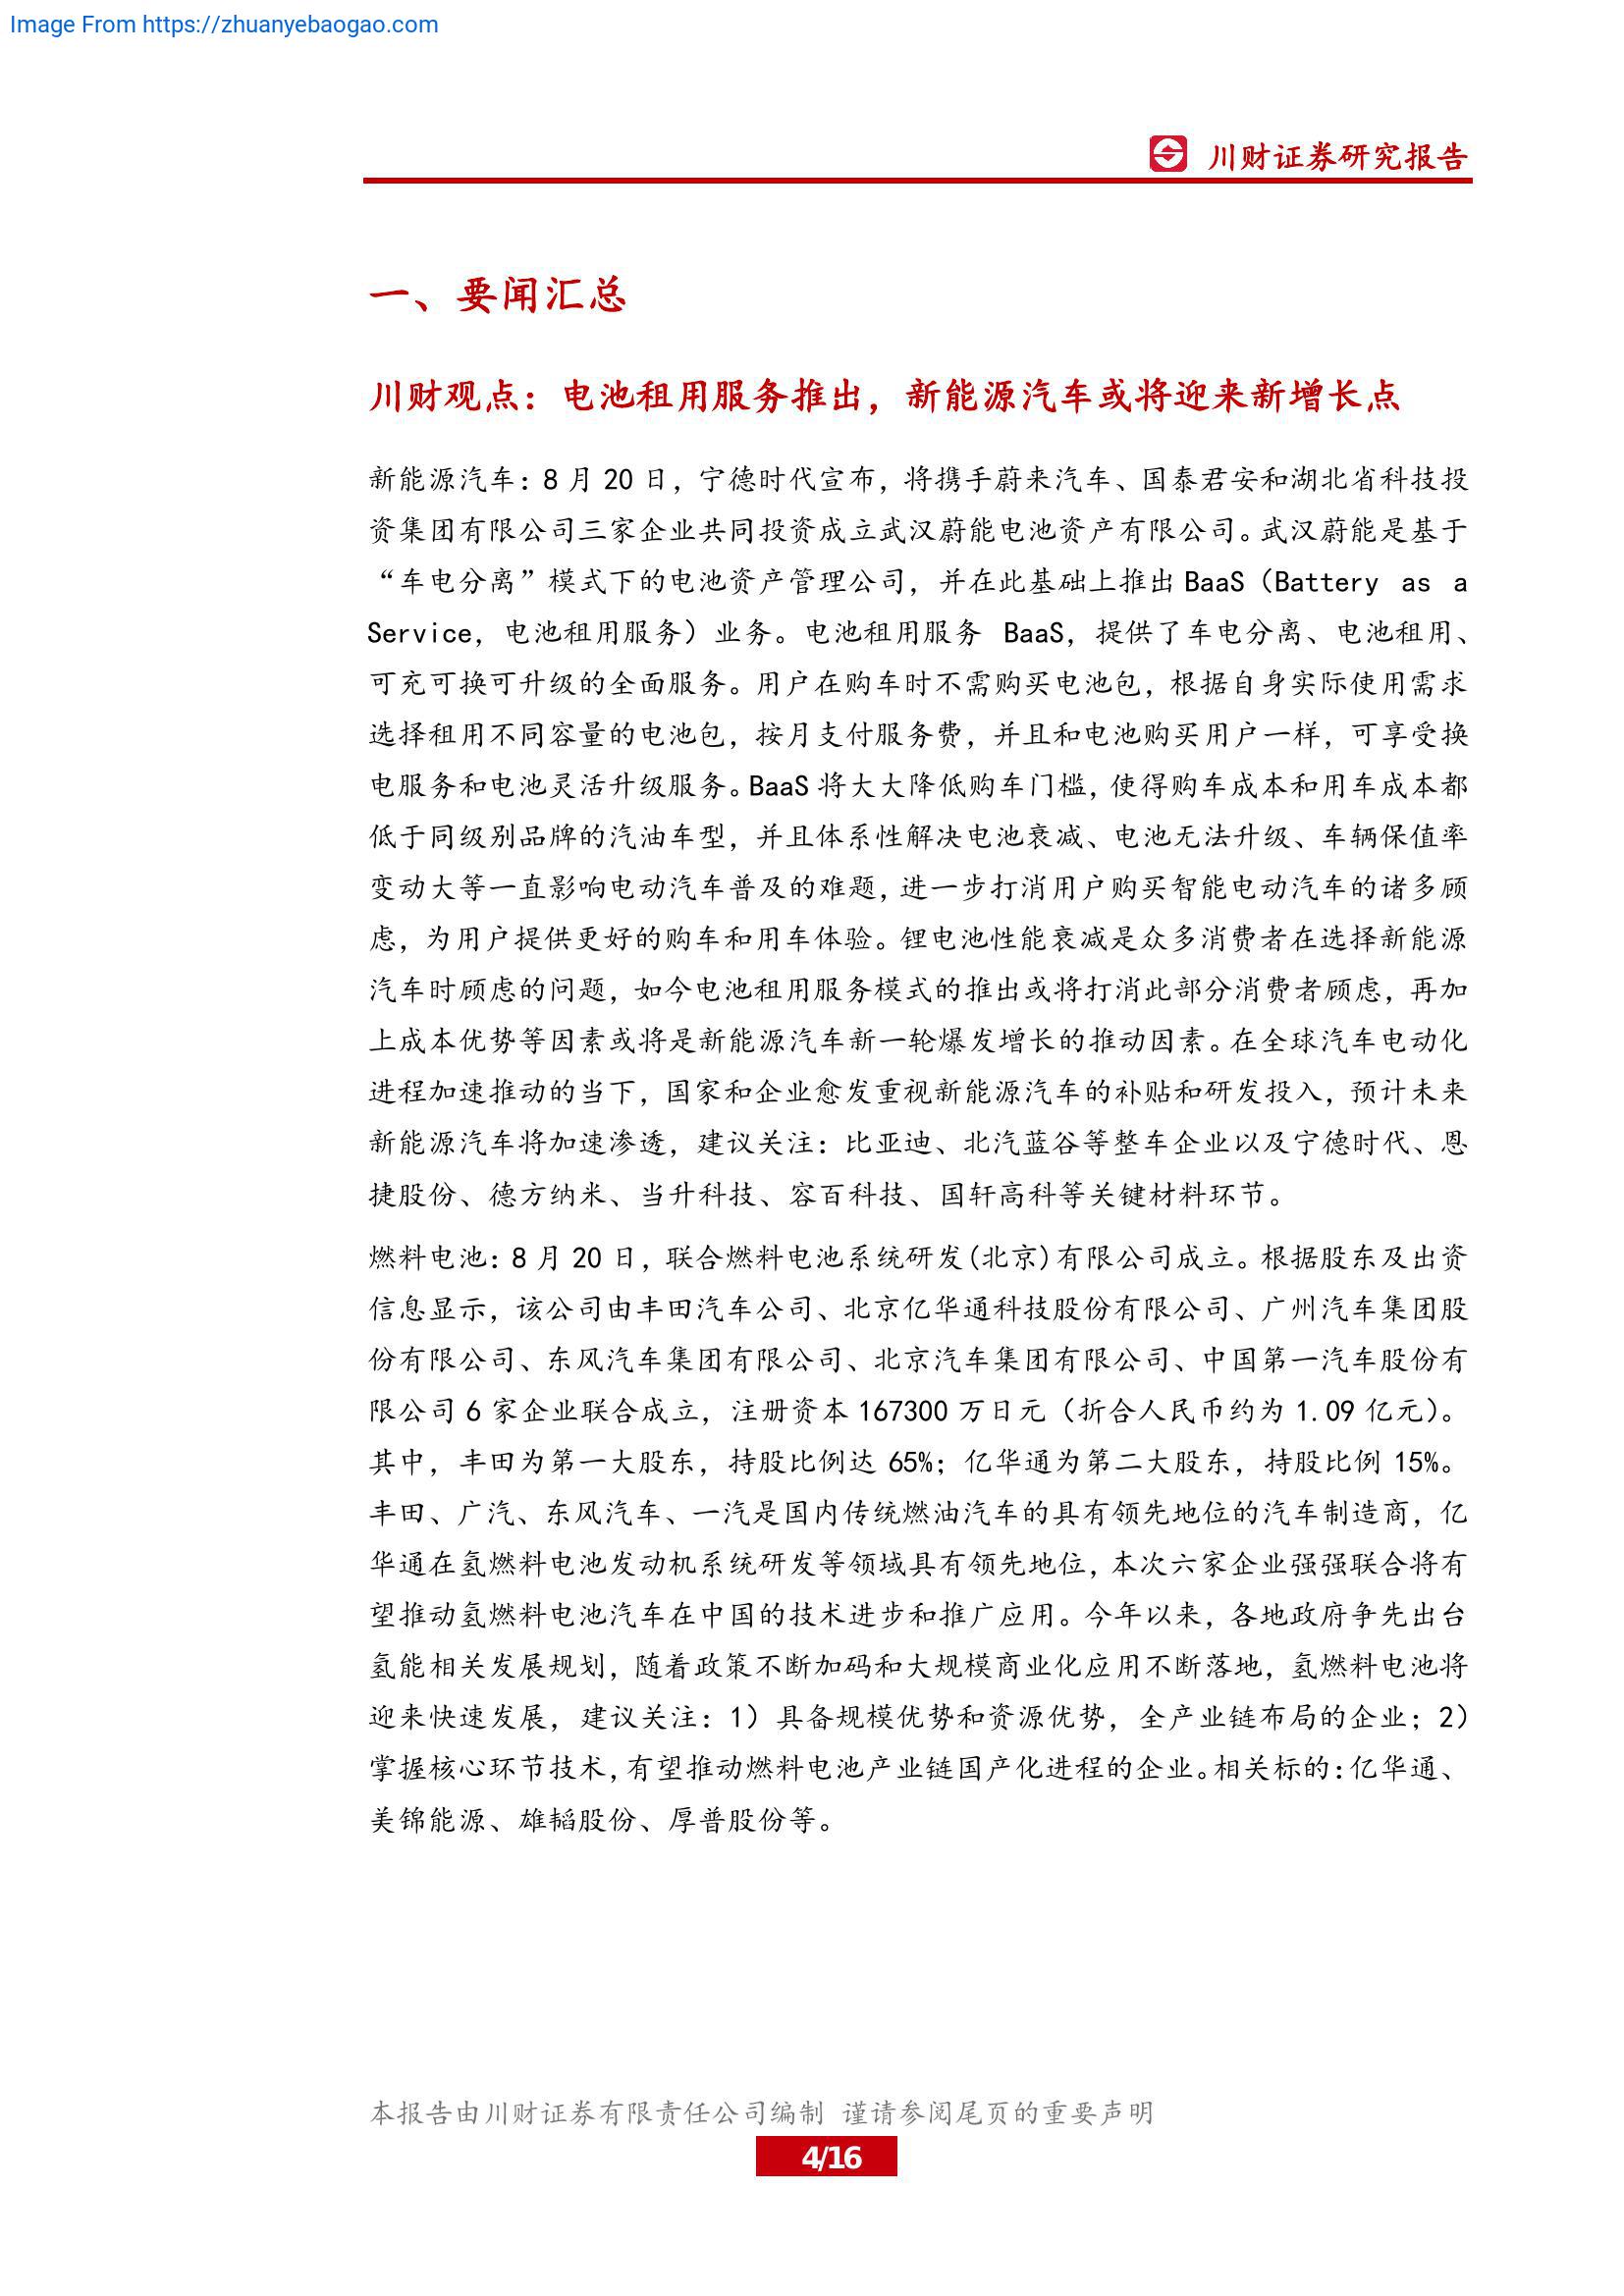 Image From https://zhuanyebaogao.com
川财证券研究报告
一、要闻汇总
川财观点：电池租用服务推出，新能源汽车或将迎来新增长点
新能源汽车：8 月 20 日，宁德时代宣布，将携手蔚来汽车、国泰君安和湖北省科技投
资集团有限公司三家企业共同投资成立武汉蔚能电池资产有限公司。武汉蔚能是基于
“车电分离”模式下的电池资产管理公司，并在此基础上推出 BaaS（Battery as a
Service，电池租用服务）业务。电池租用服务 BaaS，提供了车电分离、电池租用、
可充可换可升级的全面服务。用户在购车时不需购买电池包，根据自身实际使用需求
选择租用不同容量的电池包，按月支付服务费，并且和电池购买用户一样，可享受换
电服务和电池灵活升级服务。BaaS 将大大降低购车门槛，使得购车成本和用车成本都
低于同级别品牌的汽油车型，并且体系性解决电池衰减、电池无法升级、车辆保值率
变动大等一直影响电动汽车普及的难题，进一步打消用户购买智能电动汽车的诸多顾
虑，为用户提供更好的购车和用车体验。锂电池性能衰减是众多消费者在选择新能源
汽车时顾虑的问题，如今电池租用服务模式的推出或将打消此部分消费者顾虑，再加
上成本优势等因素或将是新能源汽车新一轮爆发增长的推动因素。在全球汽车电动化
进程加速推动的当下，国家和企业愈发重视新能源汽车的补贴和研发投入，预计未来
新能源汽车将加速渗透，建议关注：比亚迪、北汽蓝谷等整车企业以及宁德时代、恩
捷股份、德方纳米、当升科技、容百科技、国轩高科等关键材料环节。
燃料电池：8 月 20 日，联合燃料电池系统研发(北京)有限公司成立。根据股东及出资
信息显示，该公司由丰田汽车公司、北京亿华通科技股份有限公司、广州汽车集团股
份有限公司、东风汽车集团有限公司、北京汽车集团有限公司、中国第一汽车股份有
限公司 6 家企业联合成立，注册资本 167300 万日元（折合人民币约为 1.09 亿元）。
其中，丰田为第一大股东，持股比例达 65%；亿华通为第二大股东，持股比例 15%。
丰田、广汽、东风汽车、一汽是国内传统燃油汽车的具有领先地位的汽车制造商，亿
华通在氢燃料电池发动机系统研发等领域具有领先地位，本次六家企业强强联合将有
望推动氢燃料电池汽车在中国的技术进步和推广应用。今年以来，各地政府争先出台
氢能相关发展规划，随着政策不断加码和大规模商业化应用不断落地，氢燃料电池将
迎来快速发展，建议关注：1）具备规模优势和资源优势，全产业链布局的企业；2）
掌握核心环节技术，有望推动燃料电池产业链国产化进程的企业。相关标的：亿华通、
美锦能源、雄韬股份、厚普股份等。
本报告由川财证券有限责任公司编制 谨请参阅尾页的重要声明
4/16